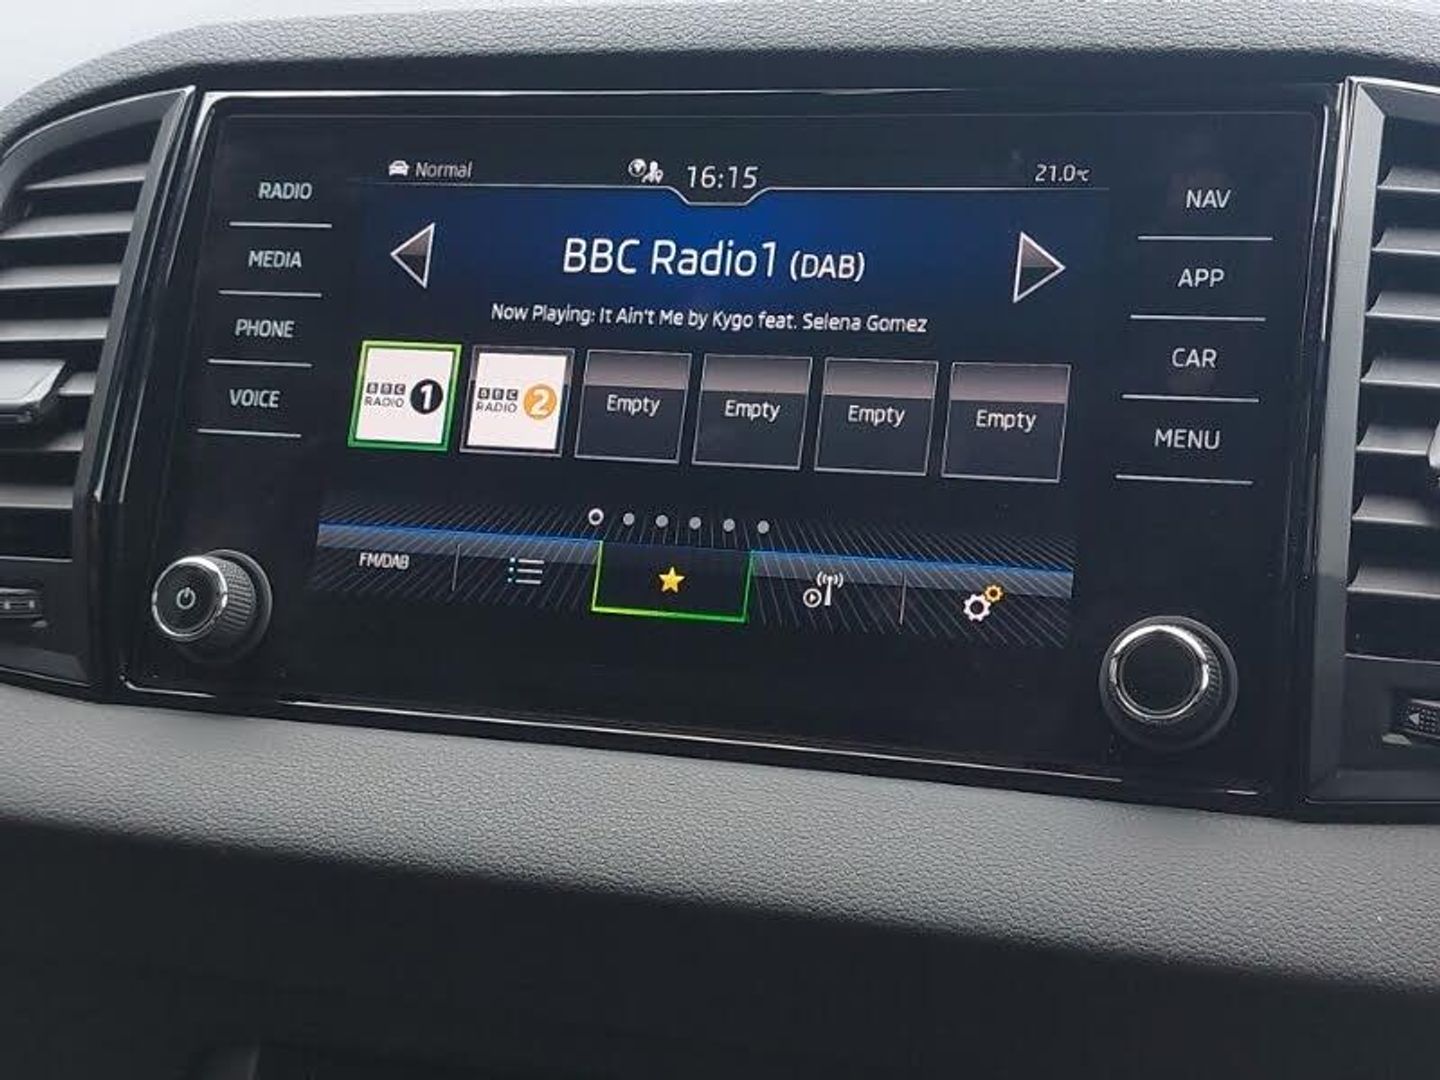 Normal
16:15
21.0°C
RADIO
MEDIA
PHONE
VOICE
BBC Radio1 (DAB)
Now Playing: It Ain't Me by Kygo feat. Selena Gomez
BBC RADIO 1
BBC RADIO 2
Empty
Empty
Empty
Empty
FM/DAB
NAV
APP
CAR
MENU